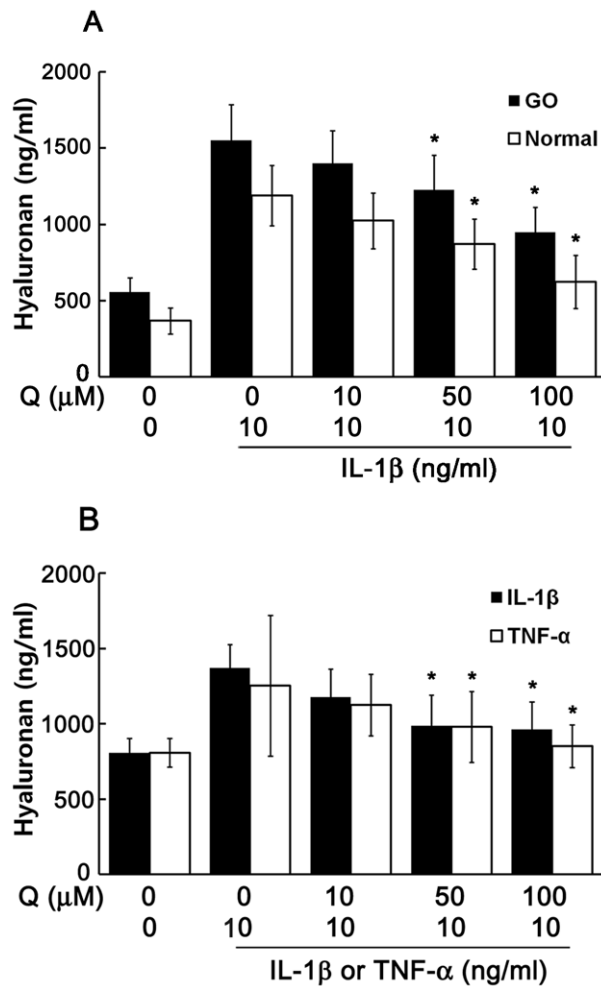 A
Hyaluronan (ng/ml)
2000
1500
1000
500
0
GO
Normal
* * * *
Q (μM) 0 0 10 50 100
0 10 10 10 10
IL-1β (ng/ml)
B
Hyaluronan (ng/ml)
2000
1500
1000
500
0
IL-1β
TNF-α
* * * *
Q (μM) 0 0 10 50 100
0 10 10 10 10
IL-1β or TNF-α (ng/ml)